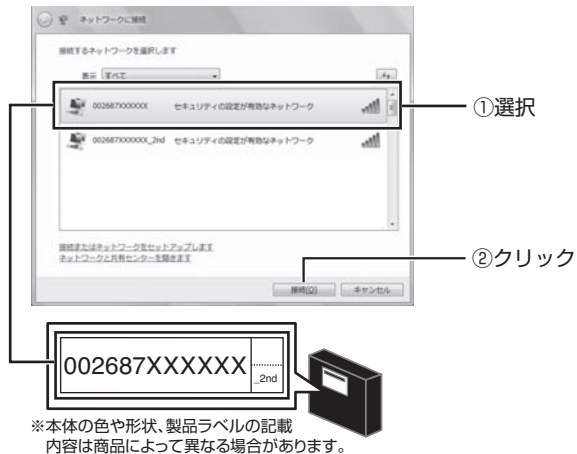 ネットワークに接続
接続するネットワークを選択します
表示 すべて
002687XXXXXX セキュリティの設定が有効なネットワーク
①選択
002687XXXXXX_2nd セキュリティの設定が有効なネットワーク
接続またはネットワークをセットアップします
ネットワークと共有センターを開きます
②クリック
接続(O) キャンセル
002687XXXXXX
_2nd
※本体の色や形状、製品ラベルの記載
内容は商品によって異なる場合があります。